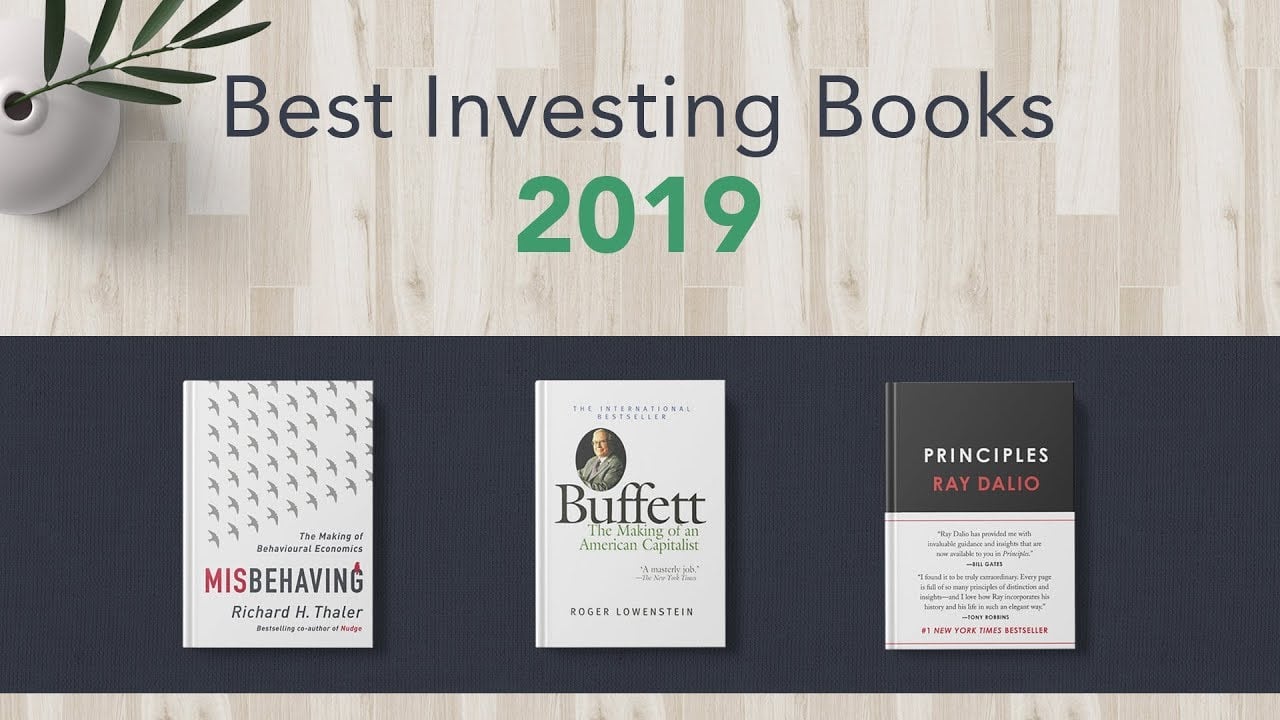 Best Investing Books
2019
The Making of
Behavioural Economics
MISBEHAVING
Richard H. Thaler
Bestselling co-author of Nudge
THE INTERNATIONAL
BESTSELLER
Buffett
The Making of an
American Capitalist
‘A masterly job.’
—The New York Times
ROGER LOWENSTEIN
PRINCIPLES
RAY DALIO
“Ray Dalio has provided me with
invaluable guidance and insights that are
now available to you in Principles.”
—BILL GATES
“I found it to be truly extraordinary. Every page
is full of so many principles of distinction and
insights—and I love how Ray incorporates his
history and his life in such an elegant way.”
—TONY ROBBINS
#1 NEW YORK TIMES BESTSELLER